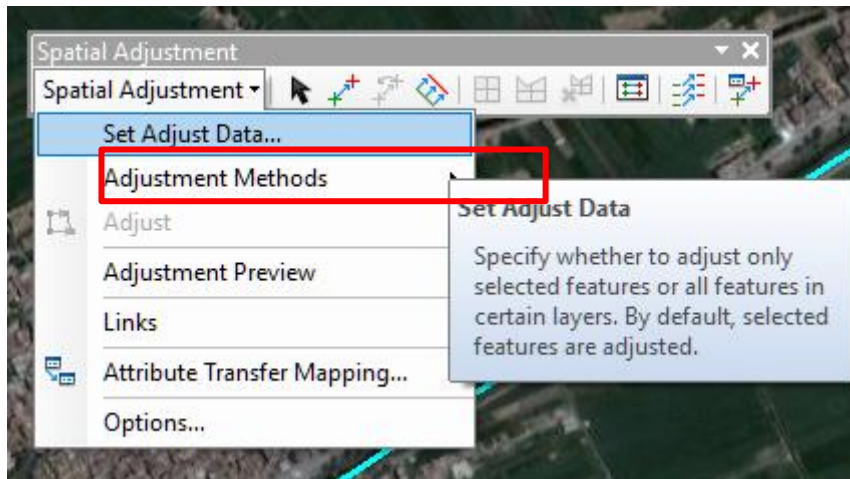 Spatial Adjustment
Spatial Adjustment
Set Adjust Data...
Adjustment Methods
Adjust
Adjustment Preview
Links
Attribute Transfer Mapping...
Options...
Set Adjust Data
Specify whether to adjust only
selected features or all features in
certain layers. By default, selected
features are adjusted.